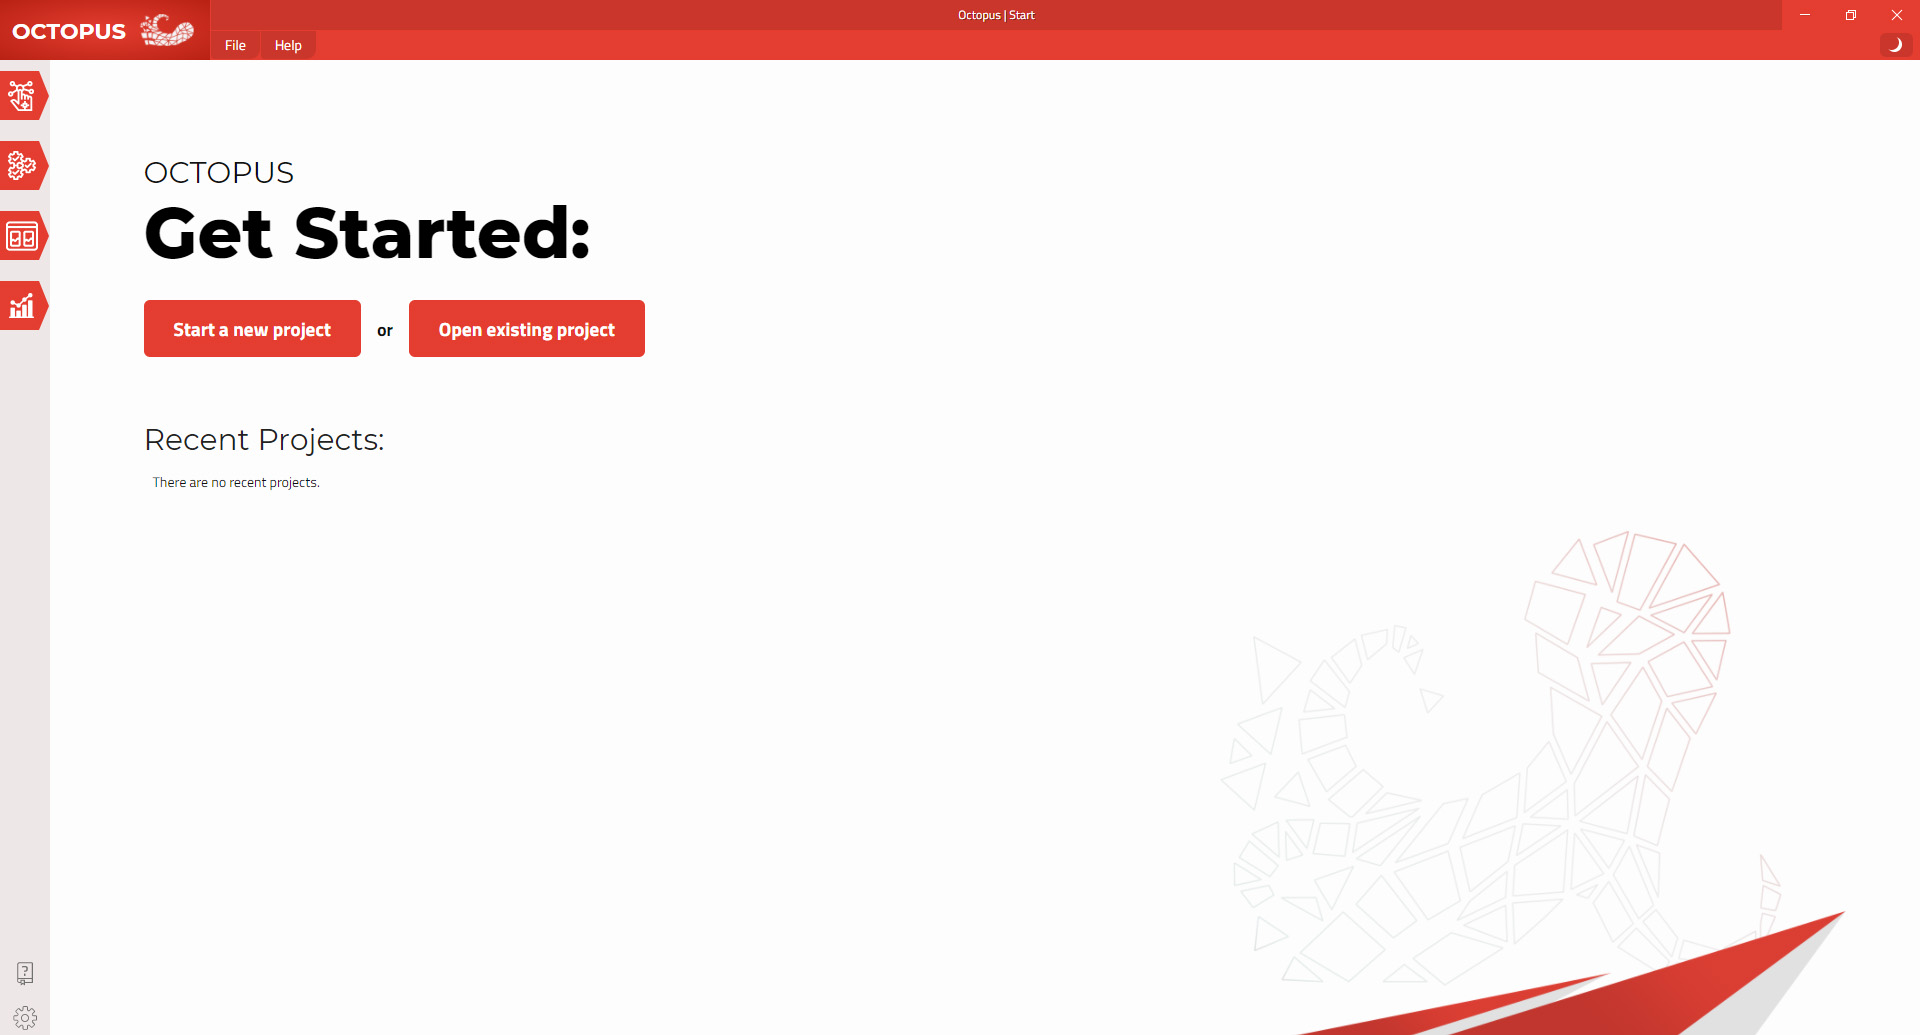 OCTOPUS
Octopus | Start
File Help
OCTOPUS
Get Started:
Start a new project or Open existing project
Recent Projects:
There are no recent projects.
?